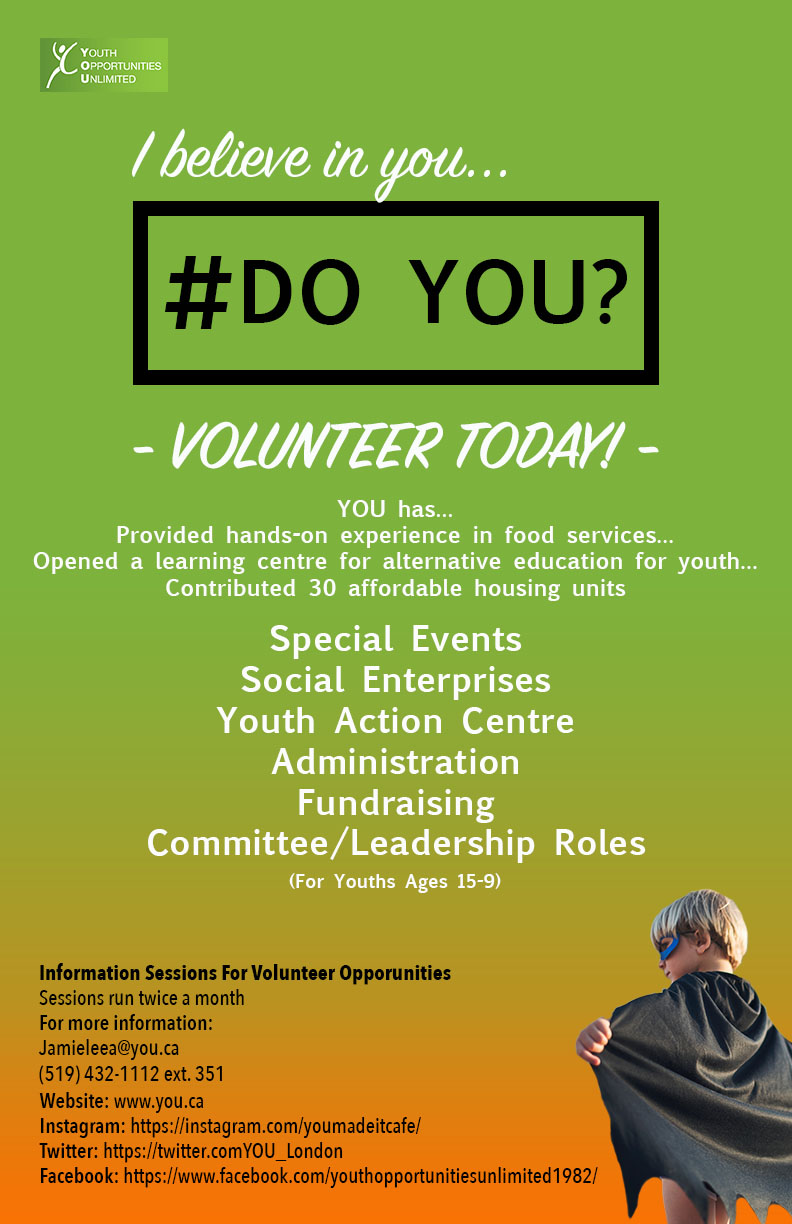 YOUTH
OPPORTUNITIES
UNLIMITED
I believe in you...
#DO YOU?
- VOLUNTEER TODAY! -
YOU has...
Provided hands-on experience in food services...
Opened a learning centre for alternative education for youth...
Contributed 30 affordable housing units
Special Events
Social Enterprises
Youth Action Centre
Administration
Fundraising
Committee/Leadership Roles
(For Youths Ages 15-9)
Information Sessions For Volunteer Opporunities
Sessions run twice a month
For more information:
Jamieleea@you.ca
(519) 432-1112 ext. 351
Website: www.you.ca
Instagram: https://instagram.com/youmadeitcafe/
Twitter: https://twitter.comYOU_London
Facebook: https://www.facebook.com/youthopportunitiesunlimited1982/